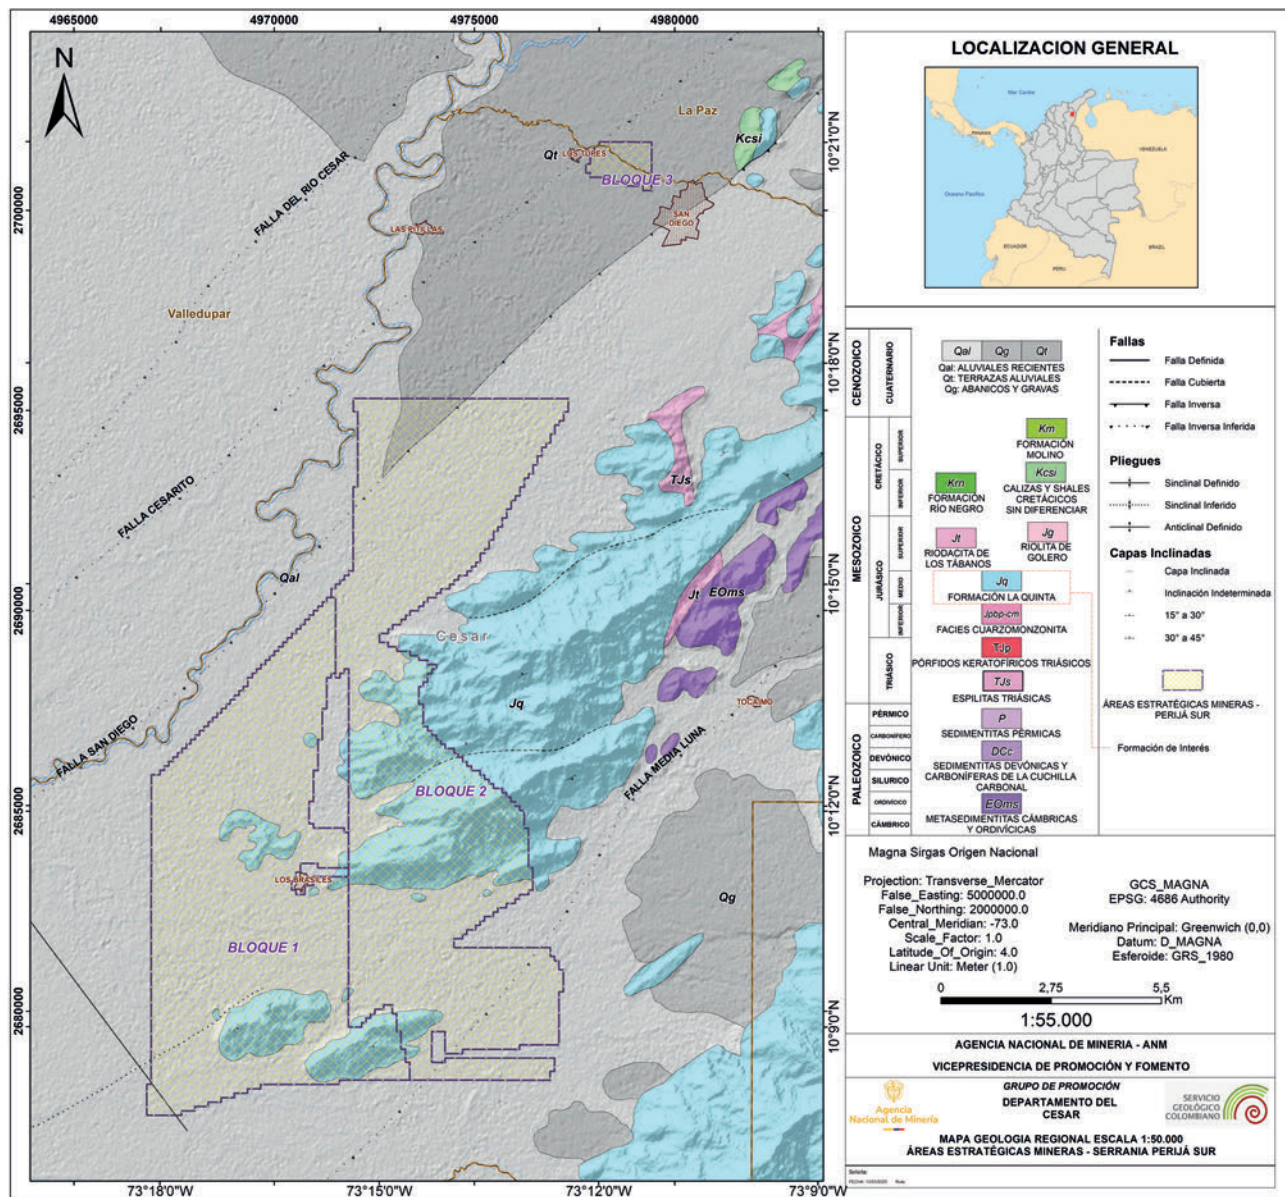 4965000
4970000
4975000
4980000
N
La Paz
Kcsi
Qt
LOS TUPES
BLOQUE 3
SAN
DIEGO
LAS PITILLAS
FALLA DEL RIO CESAR
Valledupar
FALLA CESARITO
TJs
Qal
Jt
EOms
Cesar
Jq
TOCAIMO
FALLA SAN DIEGO
FALLA MEDIA LUNA
BLOQUE 2
LOS BRASILES
Qg
BLOQUE 1
2700000
2695000
2690000
2685000
2680000
10°21'0"N
10°18'0"N
10°15'0"N
10°12'0"N
10°9'0"N
73°18'0"W
73°15'0"W
73°12'0"W
73°9'0"W
LOCALIZACION GENERAL
Mar Caribe
PANAMA
VENEZUELA
Oceano Pacifico
ECUADOR
PERU
BRAZIL
CENOZOICO
CUATERNARIO
Qal
Qg
Qt
Qal: ALUVIALES RECIENTES
Qt: TERRAZAS ALUVIALES
Qg: ABANICOS Y GRAVAS
MESOZOICO
CRETÁCICO
SUPERIOR
INFERIOR
Km
FORMACIÓN
MOLINO
Krn
FORMACIÓN
RÍO NEGRO
Kcsi
CALIZAS Y SHALES
CRETÁCICOS
SIN DIFERENCIAR
JURÁSICO
SUPERIOR
MEDIO
INFERIOR
Jt
RIODACITA DE
LOS TÁBANOS
Jg
RIOLITA DE
GOLERO
Jq
FORMACIÓN LA QUINTA
Jpbp-cm
FACIES CUARZOMONZONITA
TRIÁSICO
TJp
PÓRFIDOS KERATOFÍRICOS TRIÁSICOS
TJs
ESPILITAS TRIÁSICAS
PALEOZOICO
PÉRMICO
CARBONÍFERO
DEVÓNICO
SILURICO
ORDIVÍCICO
CÁMBRICO
P
SEDIMENTITAS PÉRMICAS
DCc
SEDIMENTITAS DEVÓNICAS Y
CARBONÍFERAS DE LA CUCHILLA
CARBONAL
EOms
METASEDIMENTITAS CÁMBRICAS
Y ORDIVÍCICAS
Fallas
Falla Definida
Falla Cubierta
Falla Inversa
Falla Inversa Inferida
Pliegues
Sinclinal Definido
Sinclinal Inferido
Anticlinal Definido
Capas Inclinadas
Capa Inclinada
Inclinación Indeterminada
15° a 30°
30° a 45°
ÁREAS ESTRATÉGICAS MINERAS -
PERIJÁ SUR
Formación de Interés
Magna Sirgas Origen Nacional
Projection: Transverse_Mercator
False_Easting: 5000000.0
False_Northing: 2000000.0
Central_Meridian: -73.0
Scale_Factor: 1.0
Latitude_Of_Origin: 4.0
Linear Unit: Meter (1.0)
GCS_MAGNA
EPSG: 4686 Authority
Meridiano Principal: Greenwich (0,0)
Datum: D_MAGNA
Esferoide: GRS_1980
0
2,75
5,5
Km
1:55.000
AGENCIA NACIONAL DE MINERIA - ANM
VICEPRESIDENCIA DE PROMOCIÓN Y FOMENTO
Agencia
Nacional de Minería
GRUPO DE PROMOCIÓN
DEPARTAMENTO DEL
CESAR
SERVICIO
GEOLÓGICO
COLOMBIANO
MAPA GEOLOGIA REGIONAL ESCALA 1:50.000
ÁREAS ESTRATÉGICAS MINERAS - SERRANIA PERIJÁ SUR